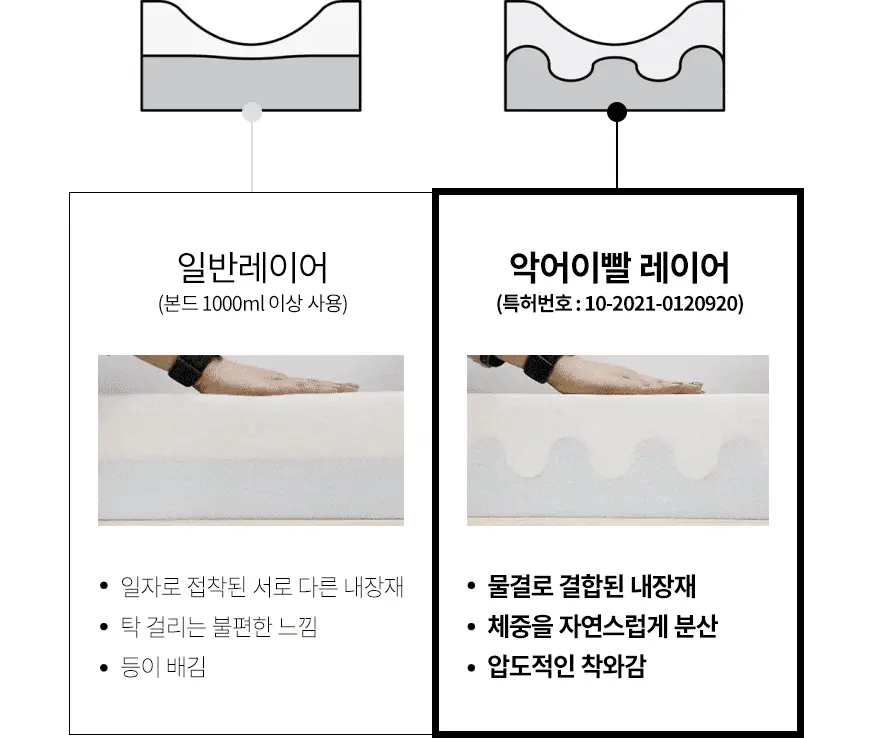 일반레이어
(본드 1000ml 이상 사용)
일자로 접착된 서로 다른 내장재
탁 걸리는 불편한 느낌
등이 배김
악어이빨 레이어
(특허번호 : 10-2021-0120920)
물결로 결합된 내장재
체중을 자연스럽게 분산
압도적인 착와감